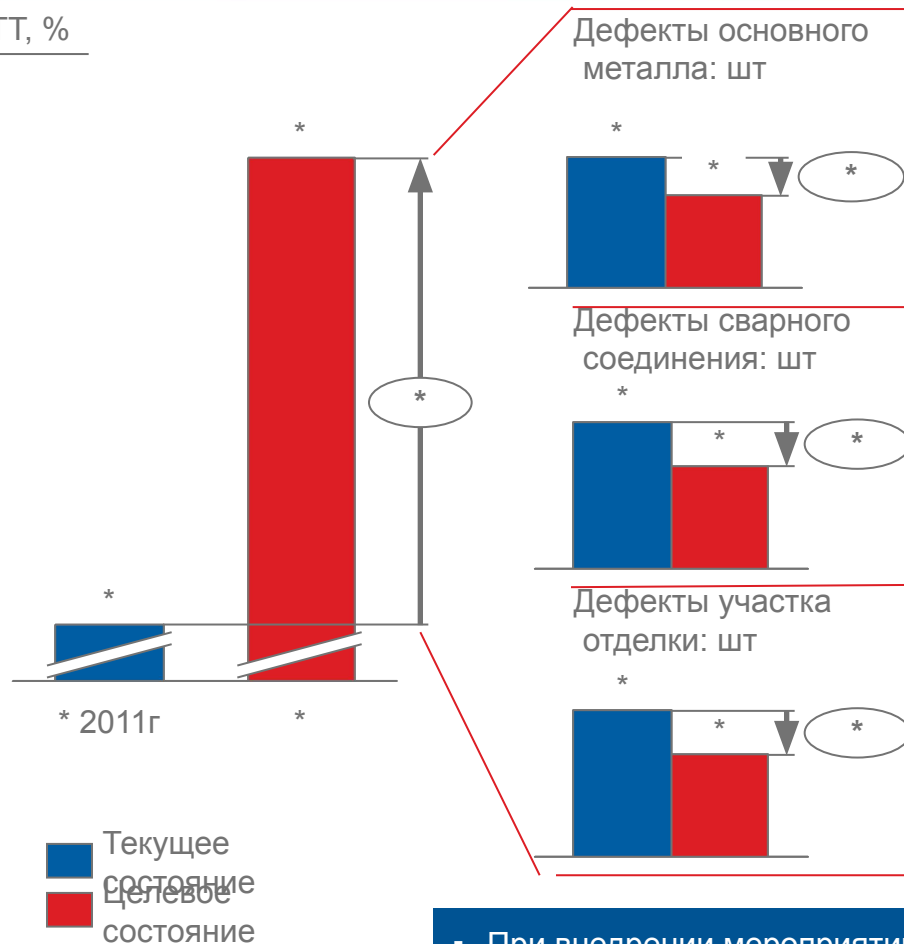 ГТ, %
*
*
* 2011г
*
*
Текущее
состояние
Целевое
состояние
Дефекты основного
металла: шт
*
*
*
Дефекты сварного
соединения: шт
*
*
*
Дефекты участка
отделки: шт
*
*
*
При внедрении